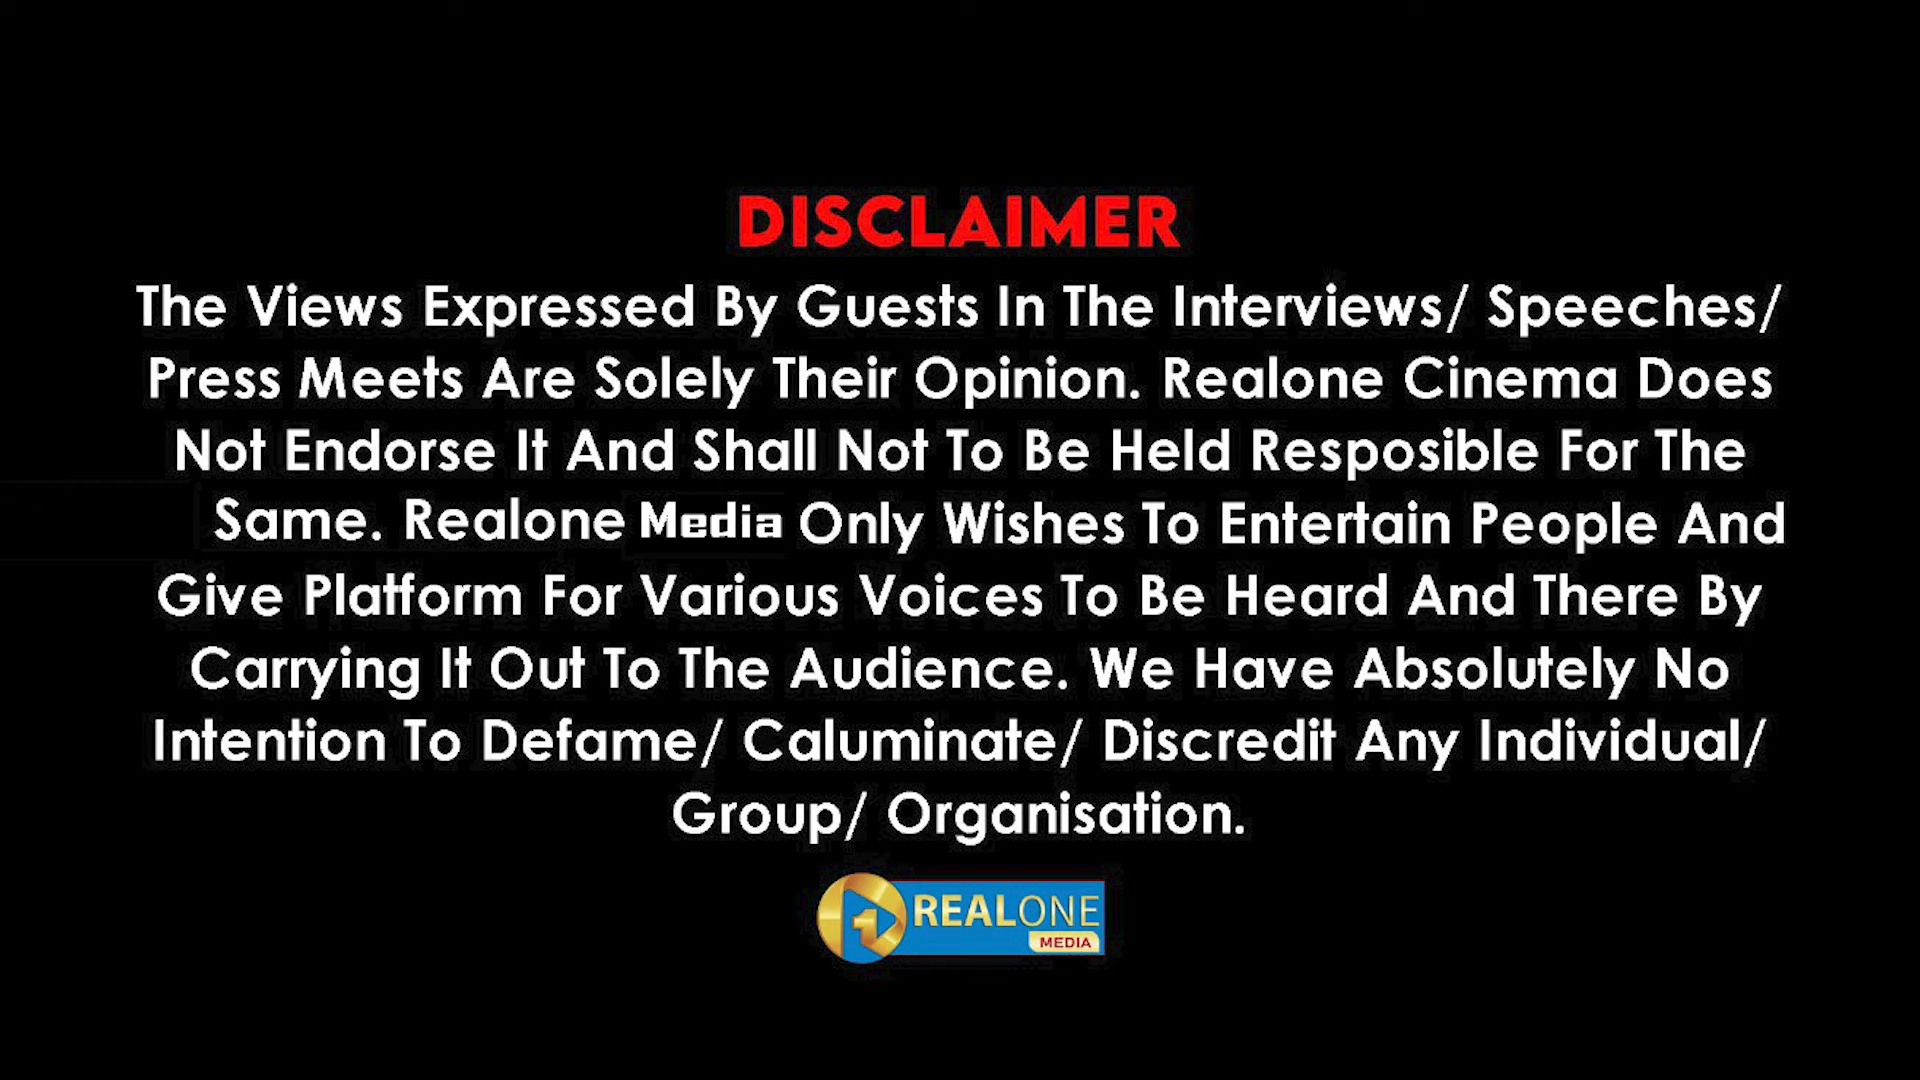 DISCLAIMER
The Views Expressed By Guests In The Interviews/ Speeches/
Press Meets Are Solely Their Opinion. Realone Cinema Does
Not Endorse It And Shall Not To Be Held Resposible For The
Same. Realone Media Only Wishes To Entertain People And
Give Platform For Various Voices To Be Heard And There By
Carrying It Out To The Audience. We Have Absolutely No
Intention To Defame/ Caluminate/ Discredit Any Individual/
Group/ Organisation.
1 REALONE
MEDIA